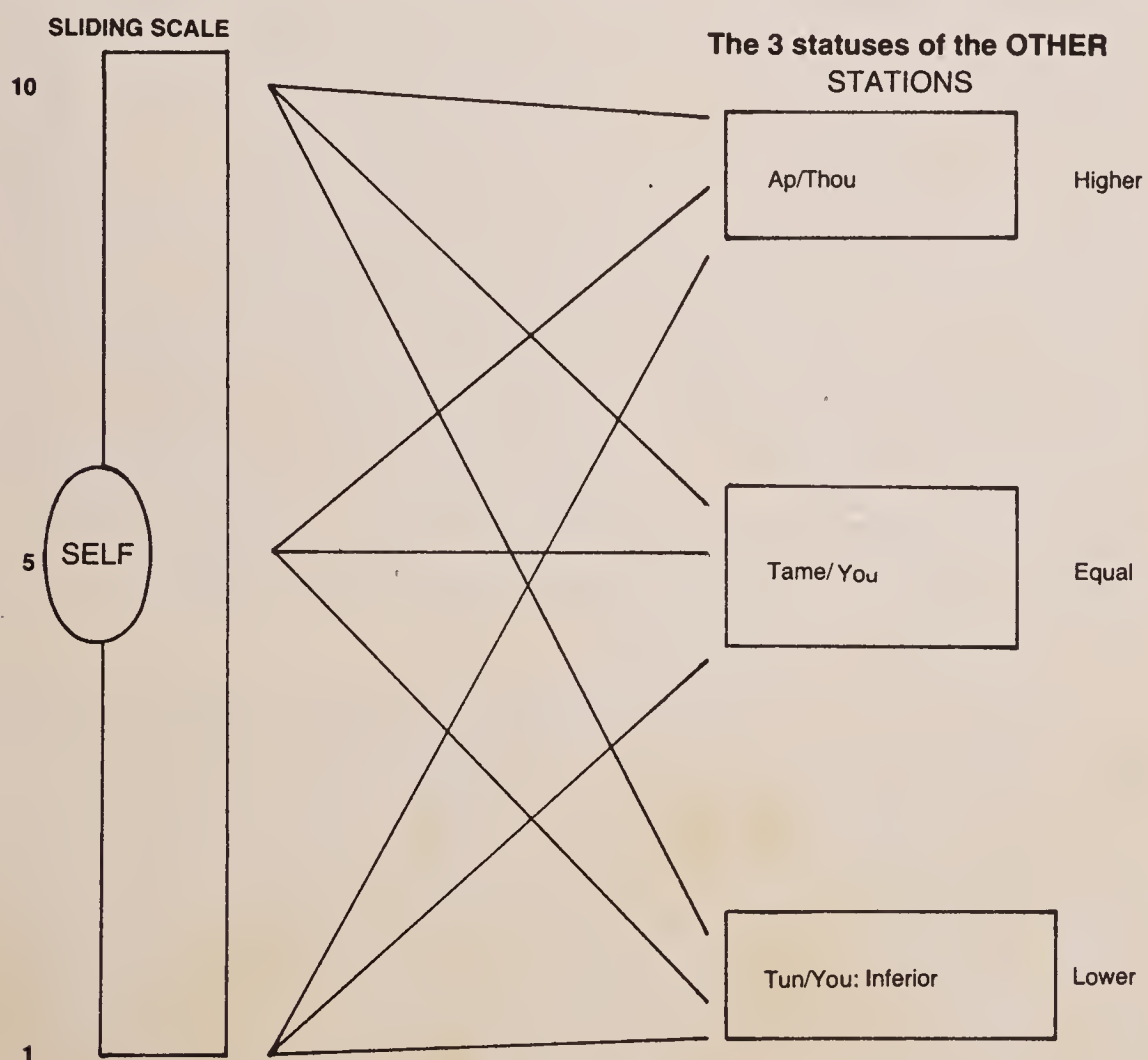 SLIDING SCALE
The 3 statuses of the OTHER
STATIONS
10
Ap/Thou
Higher
5
SELF
Tame/You
Equal
Tun/You: Inferior
Lower
1